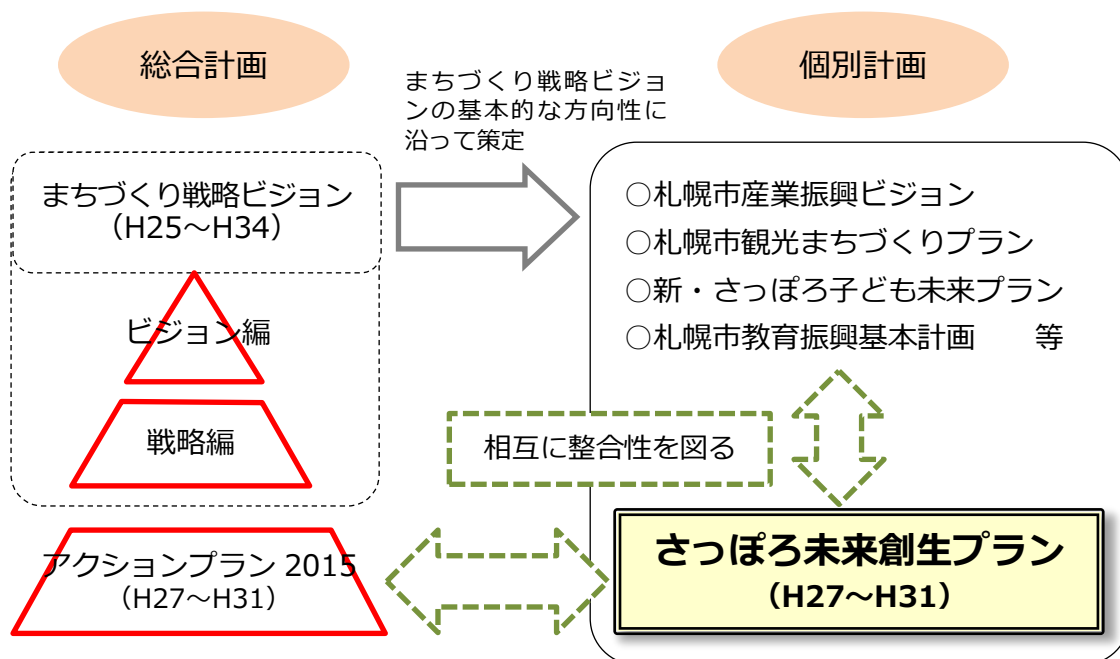 総合計画
個別計画
まちづくり戦略ビジョ
ンの基本的な方向性に
沿って策定
まちづくり戦略ビジョン
（H25～H34）
ビジョン編
戦略編
アクションプラン 2015
（H27～H31）
○札幌市産業振興ビジョン
○札幌市観光まちづくりプラン
○新・さっぽろ子ども未来プラン
○札幌市教育振興基本計画　　等
相互に整合性を図る
さっぽろ未来創生プラン
（H27～H31）